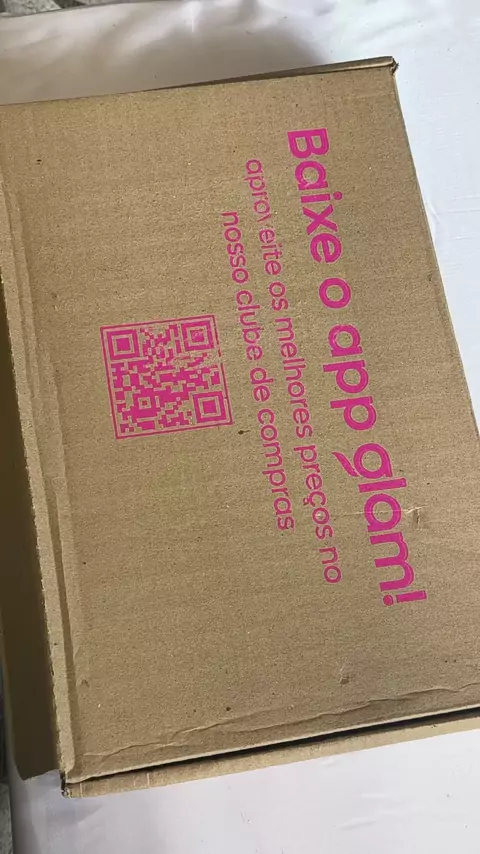 Baixe o app glam!
aproveite os melhores preços no
nosso clube de compras